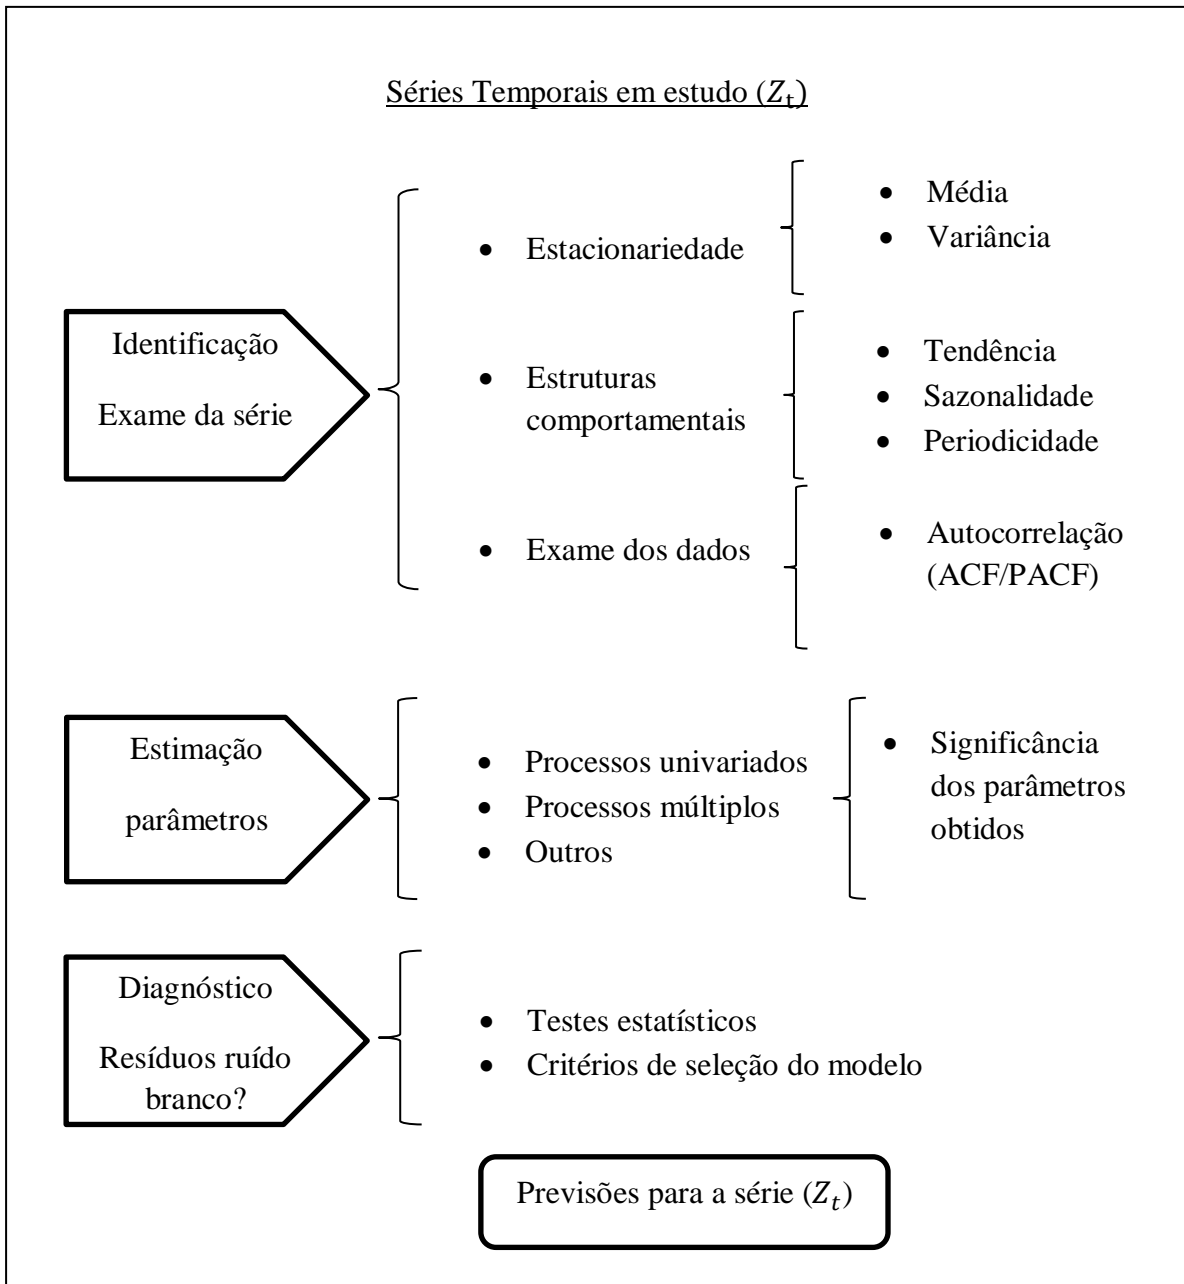 Séries Temporais em estudo (Z_t)
Identificação
Exame da série
• Estacionariedade
• Média
• Variância
• Estruturas
comportamentais
• Tendência
• Sazonalidade
• Periodicidade
• Exame dos dados
• Autocorrelação
(ACF/PACF)
Estimação
parâmetros
• Processos univariados
• Processos múltiplos
• Outros
• Significância
dos parâmetros
obtidos
Diagnóstico
Resíduos ruído
branco?
• Testes estatísticos
• Critérios de seleção do modelo
Previsões para a série (Z_t)